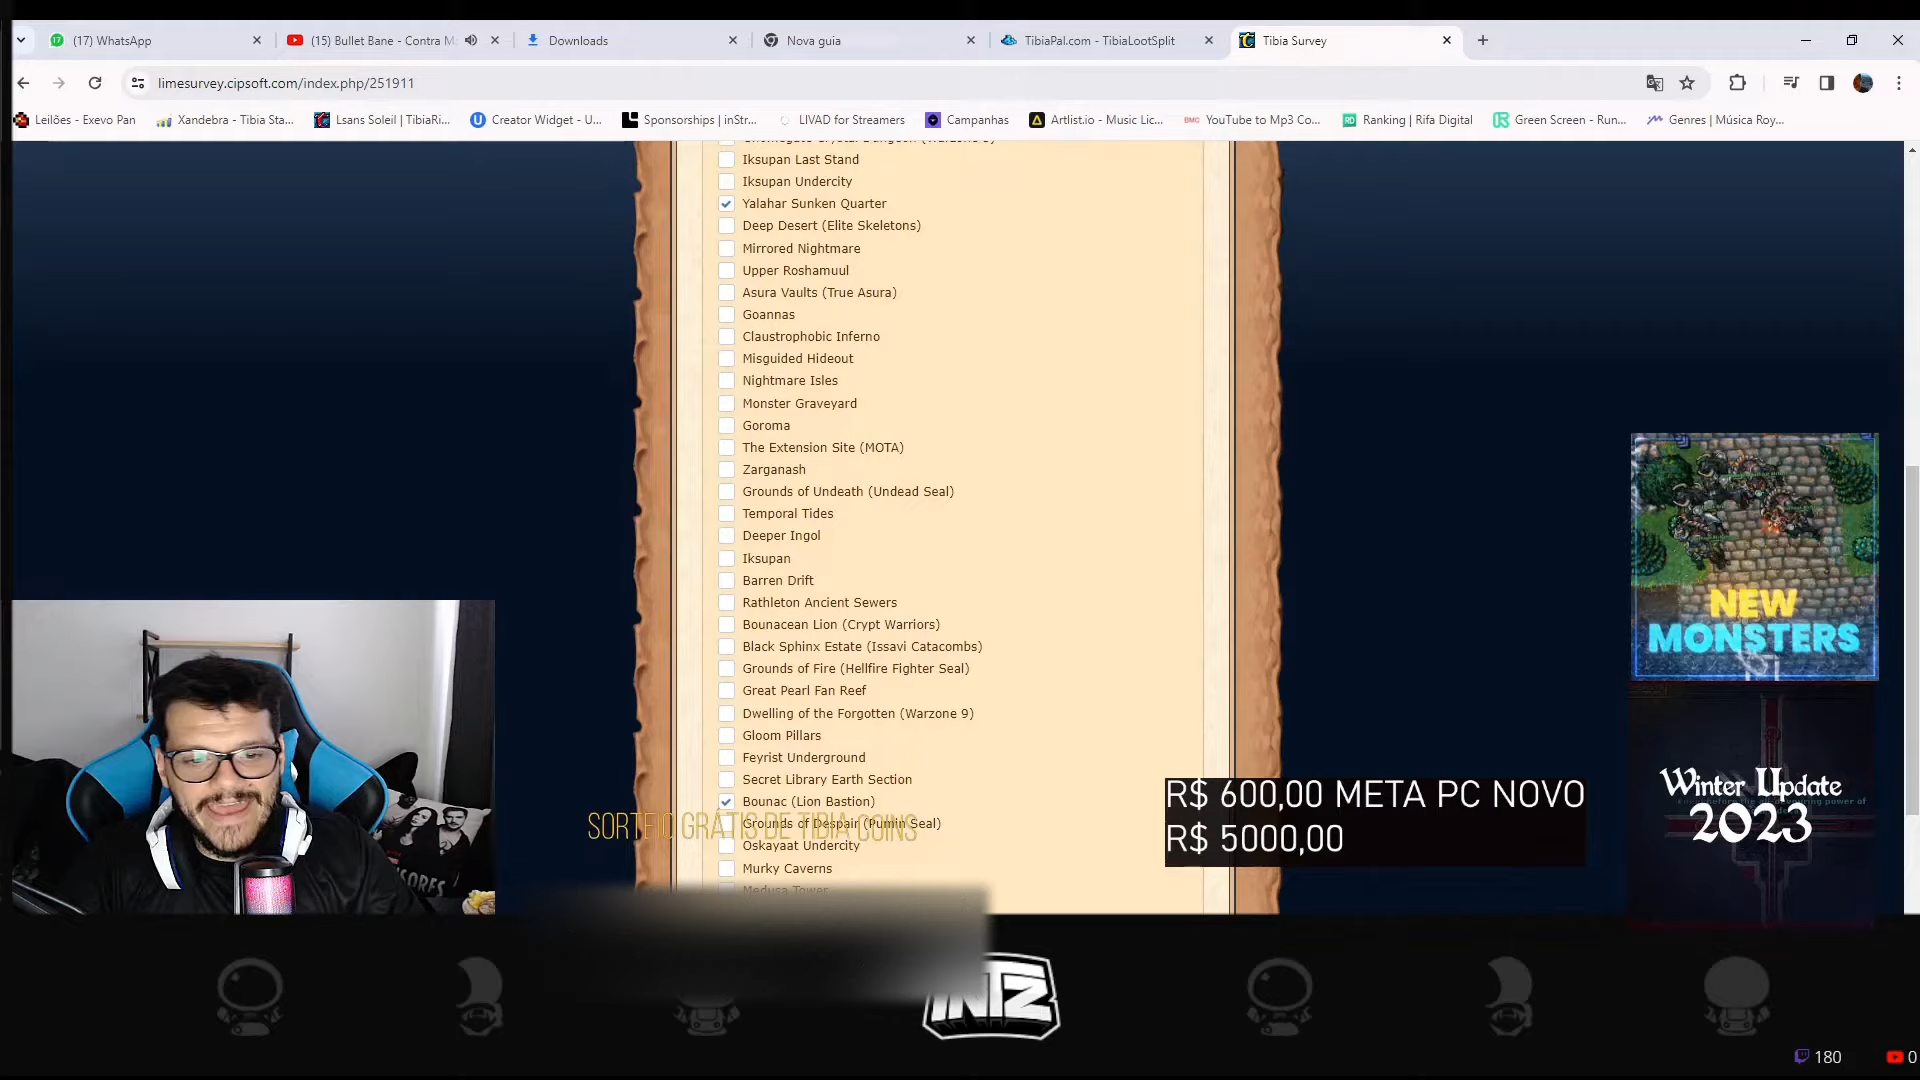 (17) WhatsApp
(15) Bullet Bane - Contra M
Downloads
Nova guia
TibiaPal.com - TibiaLootSplit
Tibia Survey
limesurvey.cipsoft.com/index.php/251911
Leilões - Exevo Pan
Xandebra - Tibia Sta...
Lsans Soleil | TibiaRi...
Creator Widget - U...
Sponsorships | inStr...
LIVAD for Streamers
Campanhas
Artlist.io - Music Lic...
YouTube to Mp3 Co...
Ranking | Rifa Digital
Green Screen - Run...
Genres | Música Roy...
Iksupan Last Stand
Iksupan Undercity
Yalahar Sunken Quarter
Deep Desert (Elite Skeletons)
Mirrored Nightmare
Upper Roshamuul
Asura Vaults (True Asura)
Goannas
Claustrophobic Inferno
Misguided Hideout
Nightmare Isles
Monster Graveyard
Goroma
The Extension Site (MOTA)
Zarganash
Grounds of Undeath (Undead Seal)
Temporal Tides
Deeper Ingol
Iksupan
Barren Drift
Rathleton Ancient Sewers
Bounacean Lion (Crypt Warriors)
Black Sphinx Estate (Issavi Catacombs)
Grounds of Fire (Hellfire Fighter Seal)
Great Pearl Fan Reef
Dwelling of the Forgotten (Warzone 9)
Gloom Pillars
Feyrist Underground
Secret Library Earth Section
Bounac (Lion Bastion)
Grounds of Despair (Pumin Seal)
Oskayaat Undercity
Murky Caverns
Medusa Tower
SORTEIO GRÁTIS DE TIBIA COINS
NEW
MONSTERS
Winter Update
2023
R$ 600,00 META PC NOVO
R$ 5000,00
INTZ
180
0